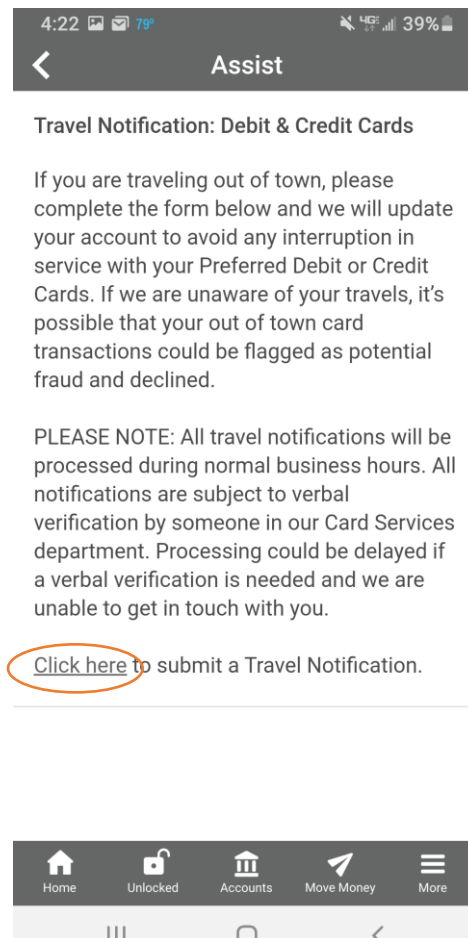 4:22 79° 4G 39%
Assist
Travel Notification: Debit & Credit Cards
If you are traveling out of town, please
complete the form below and we will update
your account to avoid any interruption in
service with your Preferred Debit or Credit
Cards. If we are unaware of your travels, it's
possible that your out of town card
transactions could be flagged as potential
fraud and declined.
PLEASE NOTE: All travel notifications will be
processed during normal business hours. All
notifications are subject to verbal
verification by someone in our Card Services
department. Processing could be delayed if
a verbal verification is needed and we are
unable to get in touch with you.
Click here to submit a Travel Notification.
Home Unlocked Accounts Move Money More